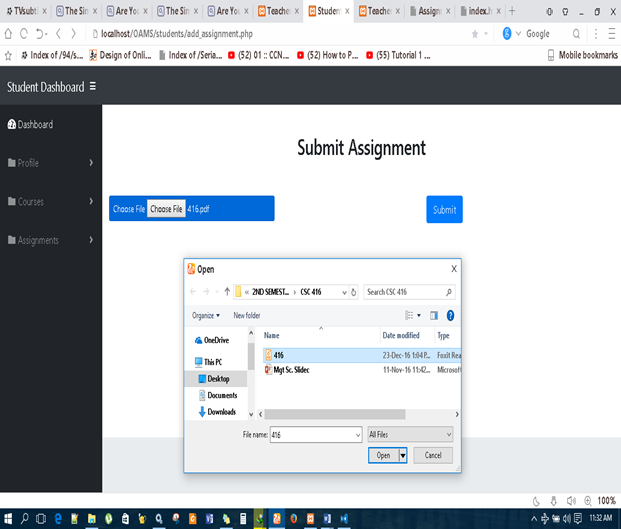 TVsubt
The Sin
Are You
The Sin
Are You
Teache
Studen
Teache
Assign
index.h
localhost/OAMS/students/add_assignment.php
Google
Index of /94/s...
Design of Onli...
Index of /Seria...
(52) 01 :: CCN...
(52) How to P...
(55) Tutorial 1 ...
Mobile bookmarks
Student Dashboard
Dashboard
Profile
Courses
Assignments
Submit Assignment
Choose File Choose File 416.pdf
Submit
Open
« 2ND SEMEST... › CSC 416
Search CSC 416
Organize
New folder
OneDrive
This PC
Desktop
Documents
Downloads
Name
Date modified
Type
416
23-Dec-16 1:04 P...
Foxit Rea
Mgt Sc. Slidec
11-Nov-16 11:42...
Microsoft
File name: 416
All Files
Open
Cancel
100%
11:32 AM